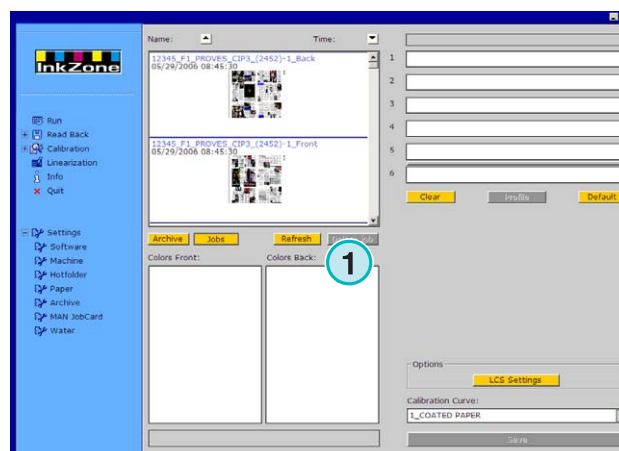 InkZone
Run
Read Back
Calibration
Linearization
Info
Quit
Settings
Software
Machine
Hotfolder
Paper
Archive
MAN JobCard
Water
Name: Time:
12345_F1_PROVES_CIP3_(2452)-1_Back
05/29/2006 08:45:30
12345_F1_PROVES_CIP3_(2452)-1_Front
05/29/2006 08:45:30
Archive Jobs Refresh
Colors Front: Colors Back:
1
1
2
3
4
5
6
Clear Profile Default
Options
LCS Settings
Calibration Curve:
1_COATED PAPER
Save